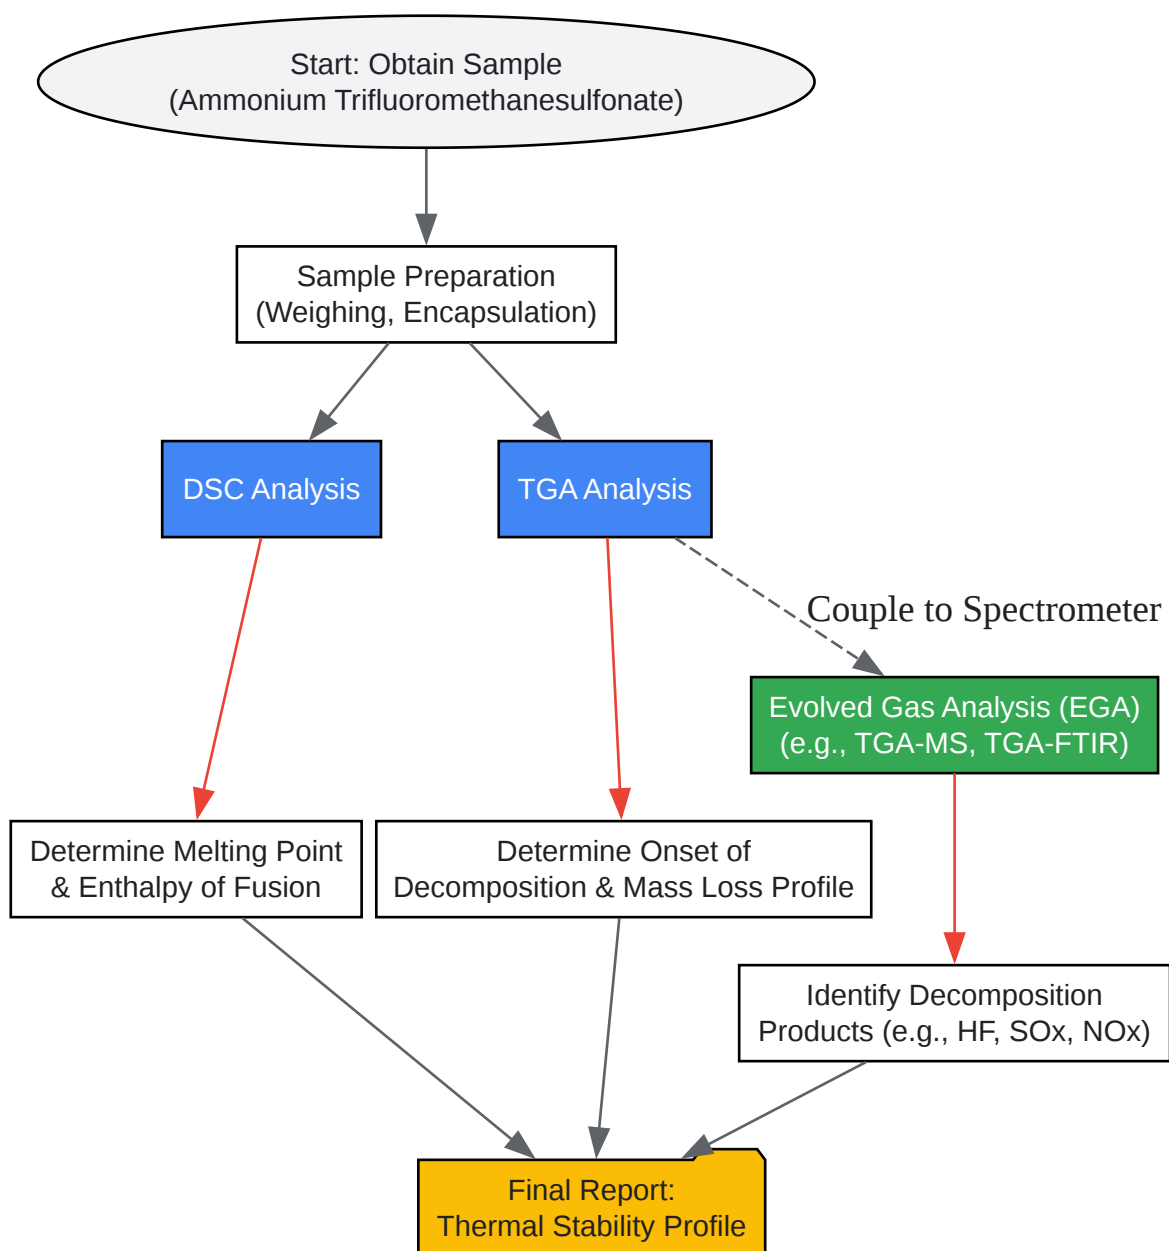 Start: Obtain Sample
(Ammonium Trifluoromethanesulfonate)
Sample Preparation
(Weighing, Encapsulation)
DSC Analysis
TGA Analysis
Couple to Spectrometer
Evolved Gas Analysis (EGA)
(e.g., TGA-MS, TGA-FTIR)
Determine Melting Point
& Enthalpy of Fusion
Determine Onset of
Decomposition & Mass Loss Profile
Identify Decomposition
Products (e.g., HF, SOx, NOx)
Final Report:
Thermal Stability Profile